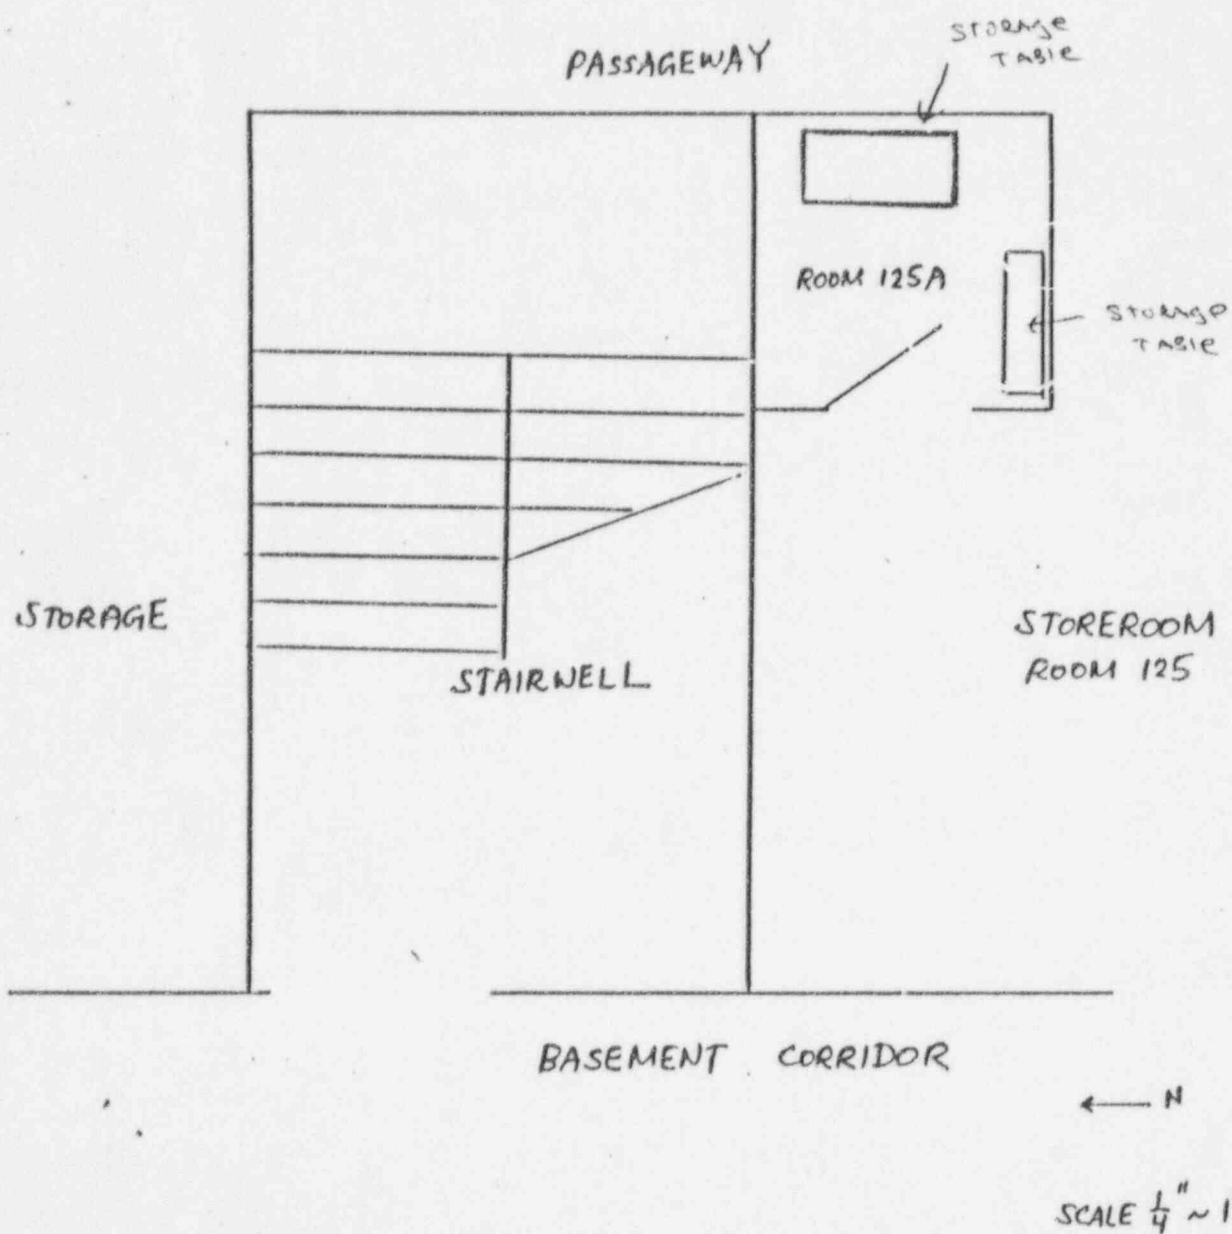 STORAGE
TABLE
PASSAGEWAY
ROOM 125A
STORAGE
TABLE
STORAGE
STOREROOM
ROOM 125
STAIRWELL
BASEMENT CORRIDOR
← N
SCALE 1/4" ~ 1